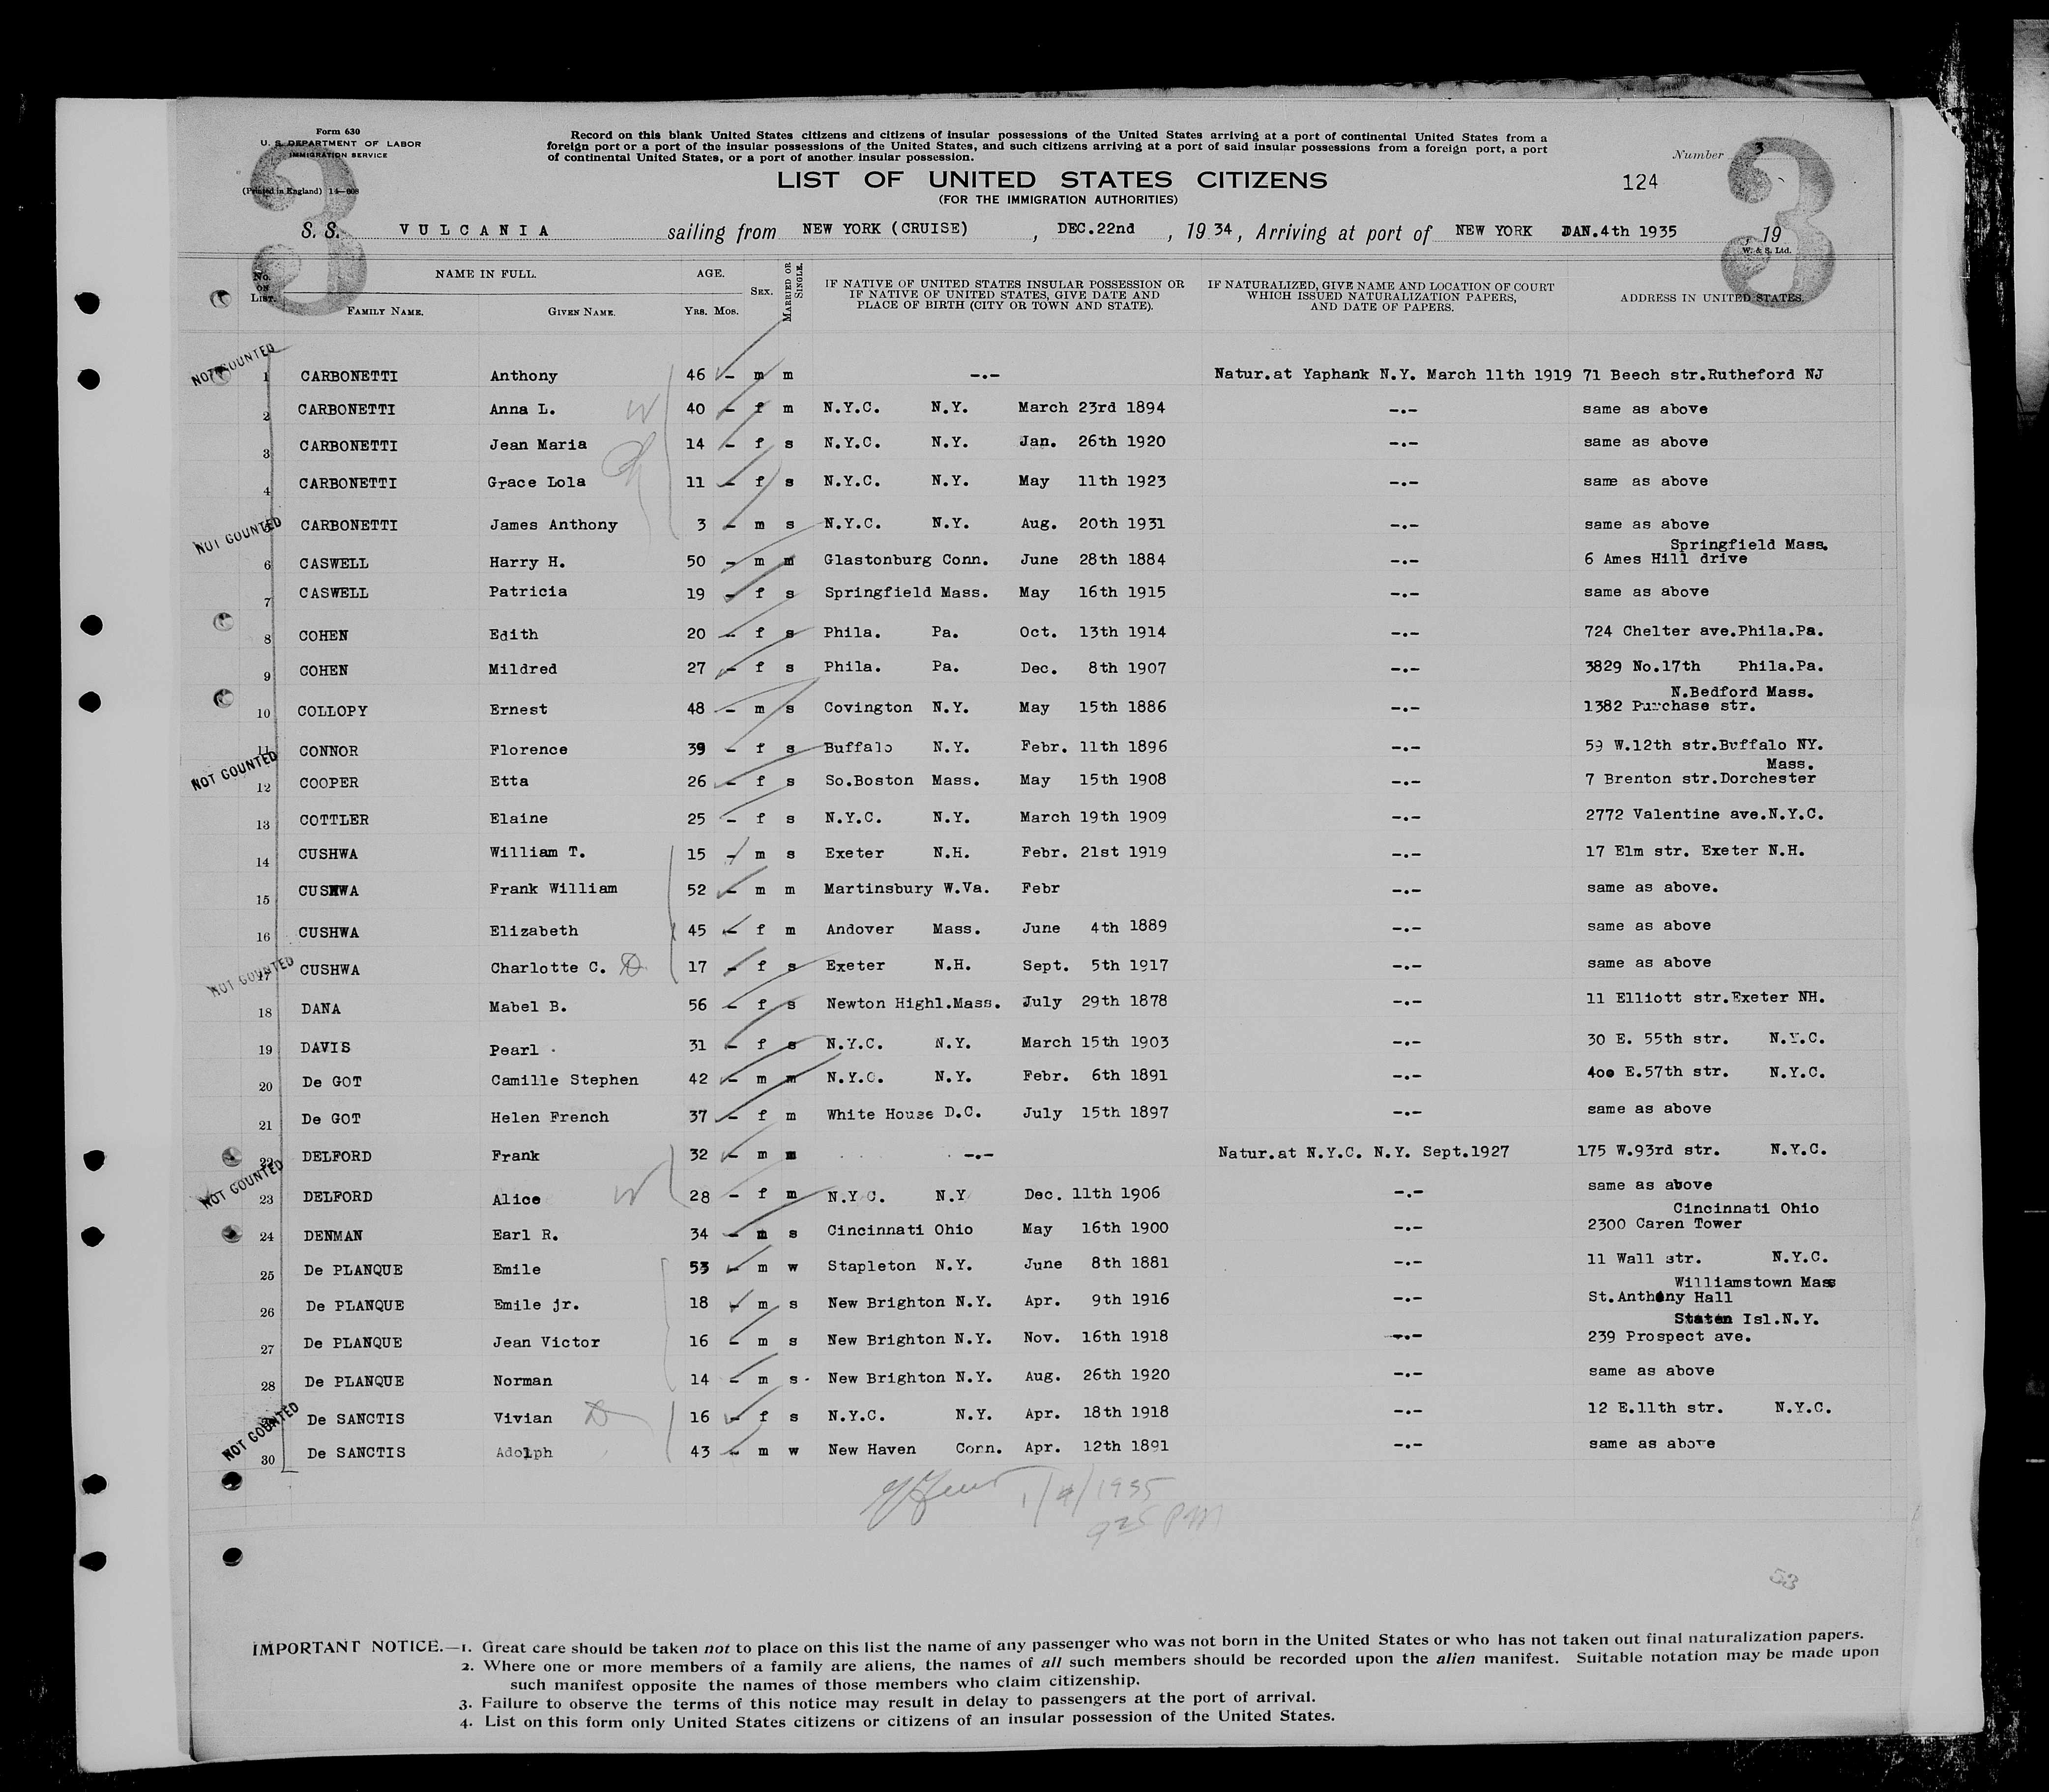 Form 630
U. S. DEPARTMENT OF LABOR
IMMIGRATION SERVICE
(Printed in England) 14-608
3
Record on this blank United States citizens and citizens of insular possessions of the United States arriving at a port of continental United States from a
foreign port or a port of the insular possessions of the United States, and such citizens arriving at a port of said insular possessions from a foreign port, a port
of continental United States, or a port of another insular possession.
Number 3
3
LIST OF UNITED STATES CITIZENS
124
(FOR THE IMMIGRATION AUTHORITIES)
S. S. VULCANIA sailing from NEW YORK (CRUISE), DEC.22nd, 19 34, Arriving at port of NEW YORK JAN.4th 1935, 19
W. & S. Ltd.
No. ON LIST. NAME IN FULL. FAMILY NAME. GIVEN NAME. AGE. YRS. MOS. SEX. MARRIED OR SINGLE. IF NATIVE OF UNITED STATES INSULAR POSSESSION OR IF NATIVE OF UNITED STATES, GIVE DATE AND PLACE OF BIRTH (CITY OR TOWN AND STATE). IF NATURALIZED, GIVE NAME AND LOCATION OF COURT WHICH ISSUED NATURALIZATION PAPERS, AND DATE OF PAPERS. ADDRESS IN UNITED STATES.
NOT COUNTED
1 CARBONETTI Anthony 46 - m m -.- Natur.at Yaphank N.Y. March 11th 1919 71 Beech str.Rutheford NJ
2 CARBONETTI Anna L. 40 - f m N.Y.C. N.Y. March 23rd 1894 -.- same as above
3 CARBONETTI Jean Maria 14 - f s N.Y.C. N.Y. Jan. 26th 1920 -.- same as above
4 CARBONETTI Grace Lola 11 - f s N.Y.C. N.Y. May 11th 1923 -.- same as above
NOT COUNTED
5 CARBONETTI James Anthony 3 - m s N.Y.C. N.Y. Aug. 20th 1931 -.- same as above
Springfield Mass.
6 CASWELL Harry H. 50 - m m Glastonburg Conn. June 28th 1884 -.- 6 Ames Hill drive
7 CASWELL Patricia 19 - f s Springfield Mass. May 16th 1915 -.- same as above
8 COHEN Edith 20 - f s Phila. Pa. Oct. 13th 1914 -.- 724 Chelter ave.Phila.Pa.
9 COHEN Mildred 27 - f s Phila. Pa. Dec. 8th 1907 -.- 3829 No.17th Phila.Pa.
N.Bedford Mass.
10 COLLOPY Ernest 48 - m s Covington N.Y. May 15th 1886 -.- 1382 Purchase str.
11 CONNOR Florence 39 - f s Buffalo N.Y. Febr. 11th 1896 -.- 59 W.12th str.Buffalo NY.
NOT COUNTED
Mass.
12 COOPER Etta 26 - f s So.Boston Mass. May 15th 1908 -.- 7 Brenton str.Dorchester
13 COTTLER Elaine 25 - f s N.Y.C. N.Y. March 19th 1909 -.- 2772 Valentine ave.N.Y.C.
14 CUSHWA William T. 15 - m s Exeter N.H. Febr. 21st 1919 -.- 17 Elm str. Exeter N.H.
15 CUSHWA Frank William 52 - m m Martinsbury W.Va. Febr -.- same as above.
16 CUSHWA Elizabeth 45 - f m Andover Mass. June 4th 1889 -.- same as above
NOT COUNTED
17 CUSHWA Charlotte C. 17 - f s Exeter N.H. Sept. 5th 1917 -.- same as above
18 DANA Mabel B. 56 - f s Newton Highl.Mass. July 29th 1878 -.- 11 Elliott str.Exeter NH.
19 DAVIS Pearl 31 - f s N.Y.C. N.Y. March 15th 1903 -.- 30 E. 55th str. N.Y.C.
20 De GOT Camille Stephen 42 - m m N.Y.C. N.Y. Febr. 6th 1891 -.- 400 E.57th str. N.Y.C.
21 De GOT Helen French 37 - f m White House D.C. July 15th 1897 -.- same as above
22 DELFORD Frank 32 - m m -.- Natur.at N.Y.C. N.Y. Sept.1927 175 W.93rd str. N.Y.C.
NOT COUNTED
23 DELFORD Alice 28 - f m N.Y.C. N.Y Dec. 11th 1906 -.- same as above
Cincinnati Ohio
24 DENMAN Earl R. 34 - m s Cincinnati Ohio May 16th 1900 -.- 2300 Caren Tower
25 De PLANQUE Emile 53 - m w Stapleton N.Y. June 8th 1881 -.- 11 Wall str. N.Y.C.
Williamstown Mass
26 De PLANQUE Emile jr. 18 - m s New Brighton N.Y. Apr. 9th 1916 -.- St.Anthony Hall
Staten Isl.N.Y.
27 De PLANQUE Jean Victor 16 - m s New Brighton N.Y. Nov. 16th 1918 -.- 239 Prospect ave.
28 De PLANQUE Norman 14 - m s New Brighton N.Y. Aug. 26th 1920 -.- same as above
NOT COUNTED
29 De SANCTIS Vivian 16 - f s N.Y.C. N.Y. Apr. 18th 1918 -.- 12 E.11th str. N.Y.C.
30 De SANCTIS Adolph 43 - m w New Haven Conn. Apr. 12th 1891 -.- same as above
1/4/1935
925 PM
53
IMPORTANT NOTICE.—1. Great care should be taken not to place on this list the name of any passenger who was not born in the United States or who has not taken out final naturalization papers.
2. Where one or more members of a family are aliens, the names of all such members should be recorded upon the alien manifest. Suitable notation may be made upon
such manifest opposite the names of those members who claim citizenship.
3. Failure to observe the terms of this notice may result in delay to passengers at the port of arrival.
4. List on this form only United States citizens or citizens of an insular possession of the United States.